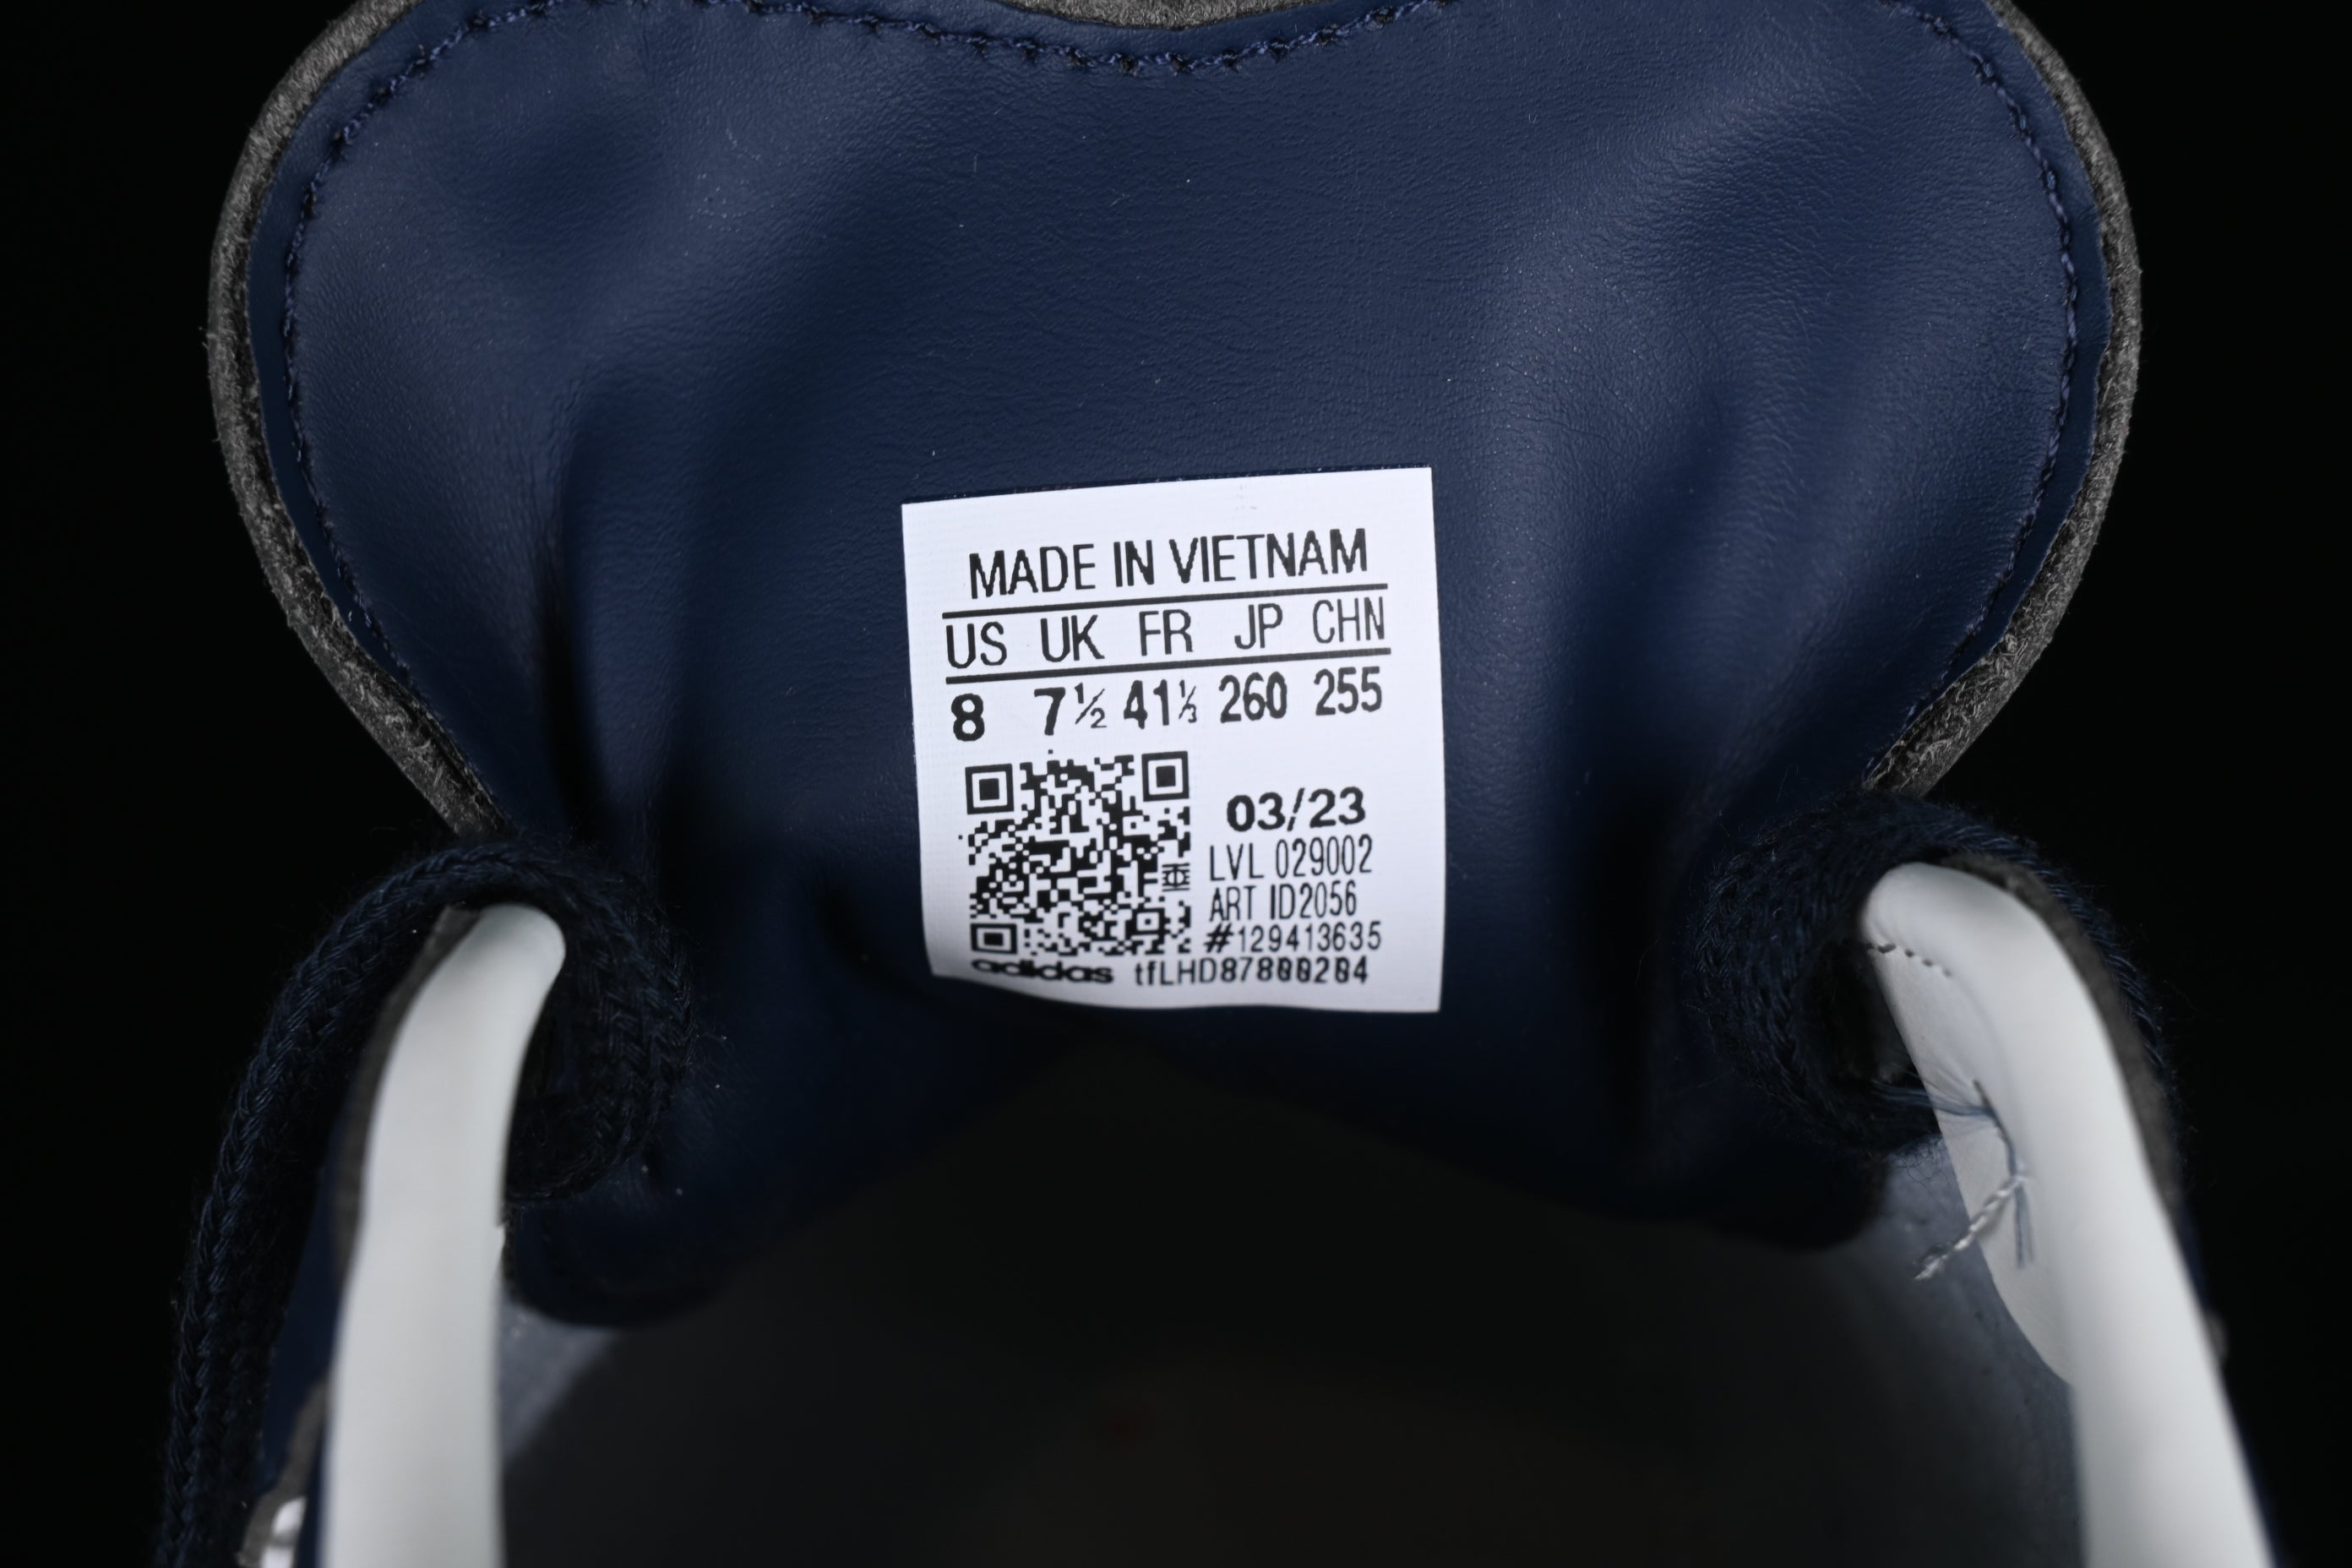 MADE IN VIETNAM
US UK FR JP CHN
8 7½ 41⅓ 260 255
03/23
LVL 029002
ART ID2056
#129413635
adidas tfLHD87800204